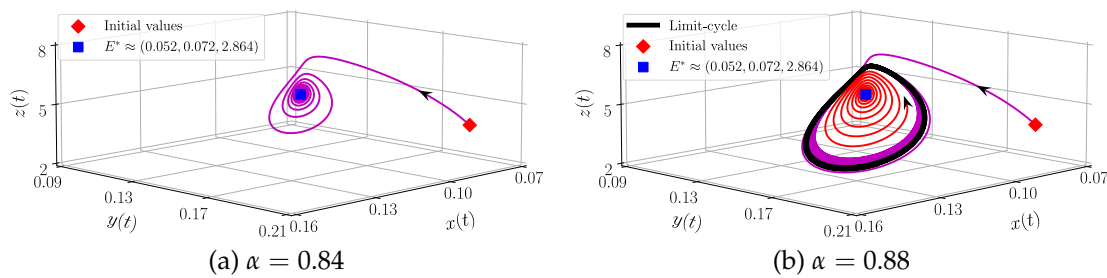 Initial values
E* ≈ (0.052, 0.072, 2.864)
8
5
2
z(t)
0.09
0.13
0.17
0.21
y(t)
0.16
0.13
0.10
0.07
x(t)
(a) α = 0.84
Limit-cycle
Initial values
E* ≈ (0.052, 0.072, 2.864)
8
5
2
z(t)
0.09
0.13
0.17
0.21
y(t)
0.16
0.13
0.10
0.07
x(t)
(b) α = 0.88